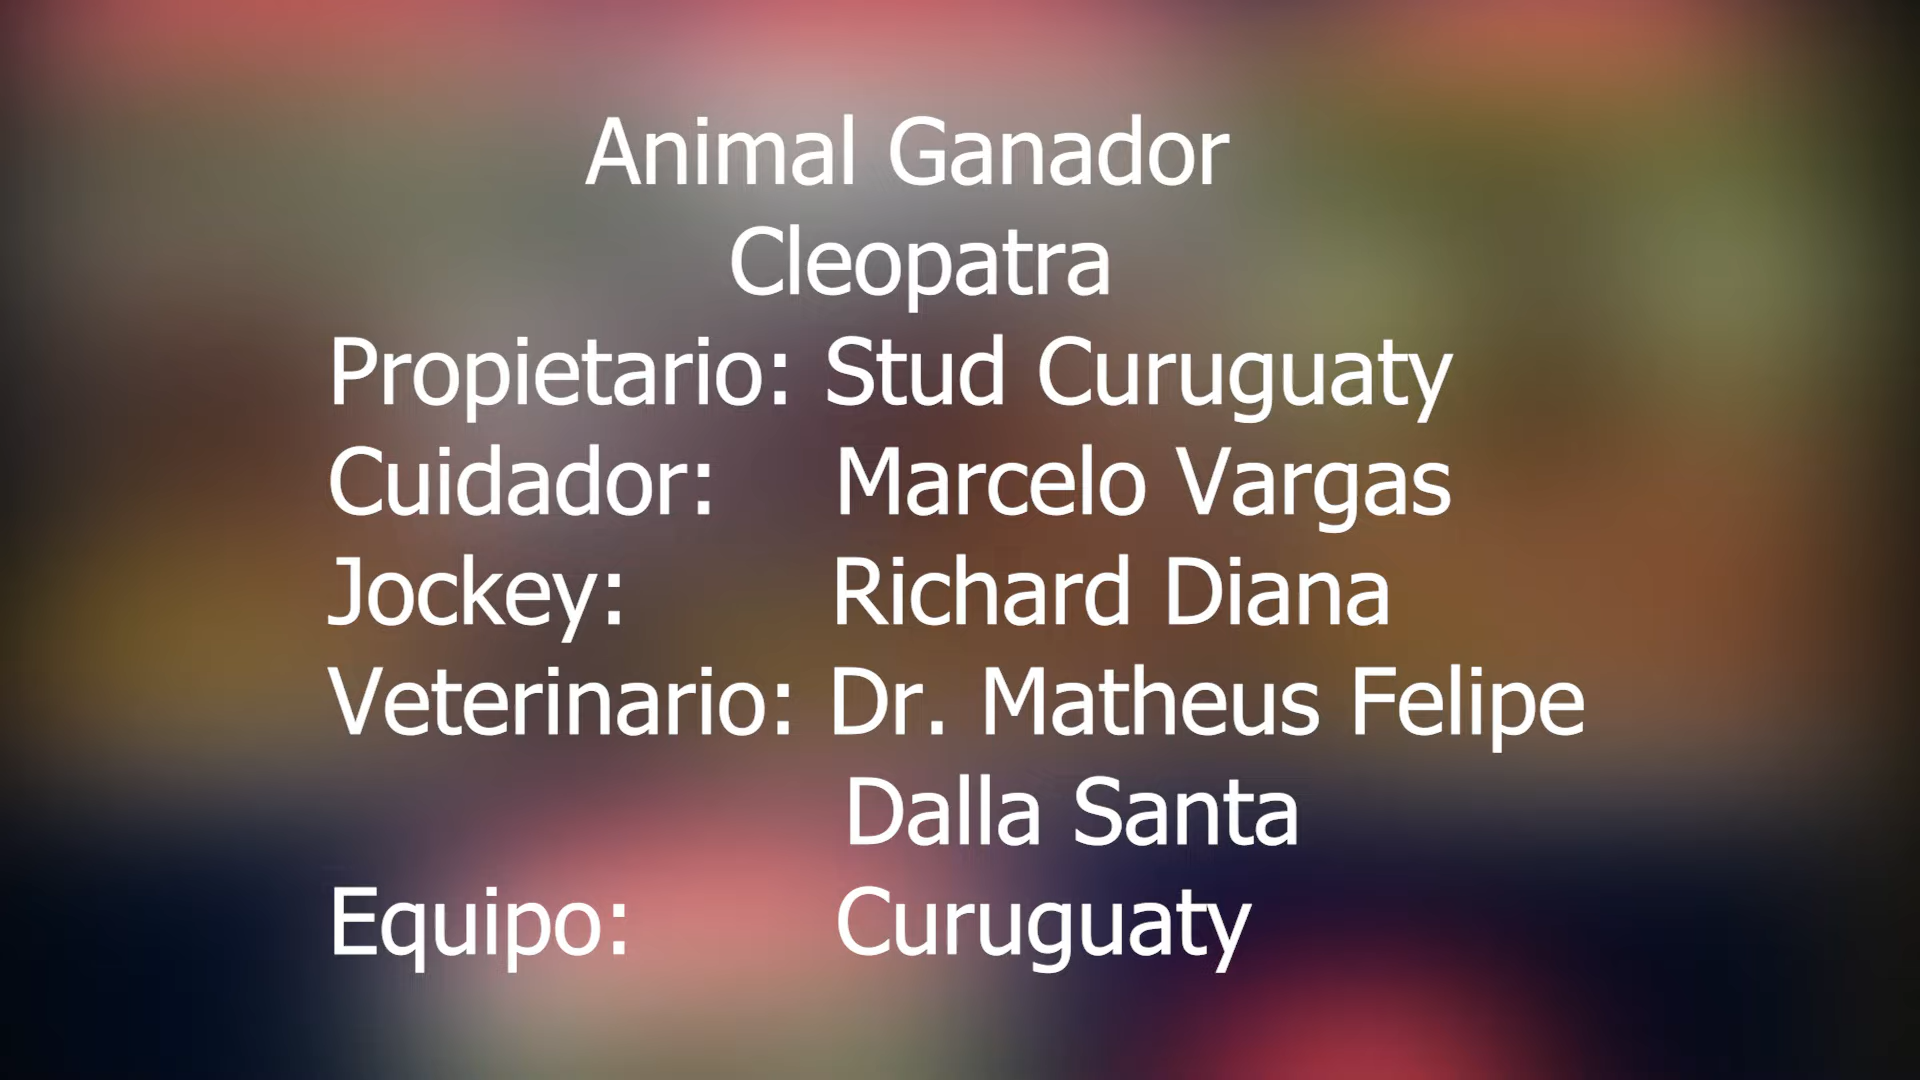 Animal Ganador
Cleopatra
Propietario: Stud Curuguaty
Cuidador: Marcelo Vargas
Jockey: Richard Diana
Veterinario: Dr. Matheus Felipe
Dalla Santa
Equipo: Curuguaty